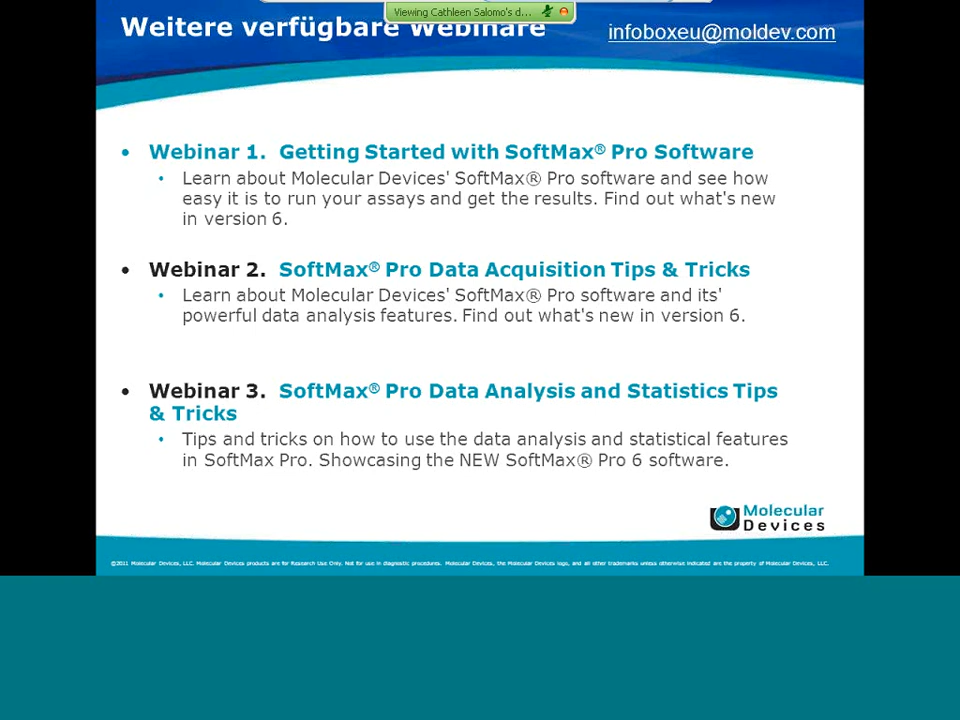 Viewing Cathleen Salomo's d...
Weitere verfügbare Webinare
infoboxeu@moldev.com
• Webinar 1. Getting Started with SoftMax® Pro Software
• Learn about Molecular Devices' SoftMax® Pro software and see how
easy it is to run your assays and get the results. Find out what's new
in version 6.
• Webinar 2. SoftMax® Pro Data Acquisition Tips & Tricks
• Learn about Molecular Devices' SoftMax® Pro software and its'
powerful data analysis features. Find out what's new in version 6.
• Webinar 3. SoftMax® Pro Data Analysis and Statistics Tips
& Tricks
• Tips and tricks on how to use the data analysis and statistical features
in SoftMax Pro. Showcasing the NEW SoftMax® Pro 6 software.
Molecular
Devices
©2011 Molecular Devices, LLC. Molecular Devices products are for Research Use Only. Not for use in diagnostic procedures. Molecular Devices, the Molecular Devices logo, and all other trademarks unless otherwise indicated are the property of Molecular Devices, LLC.